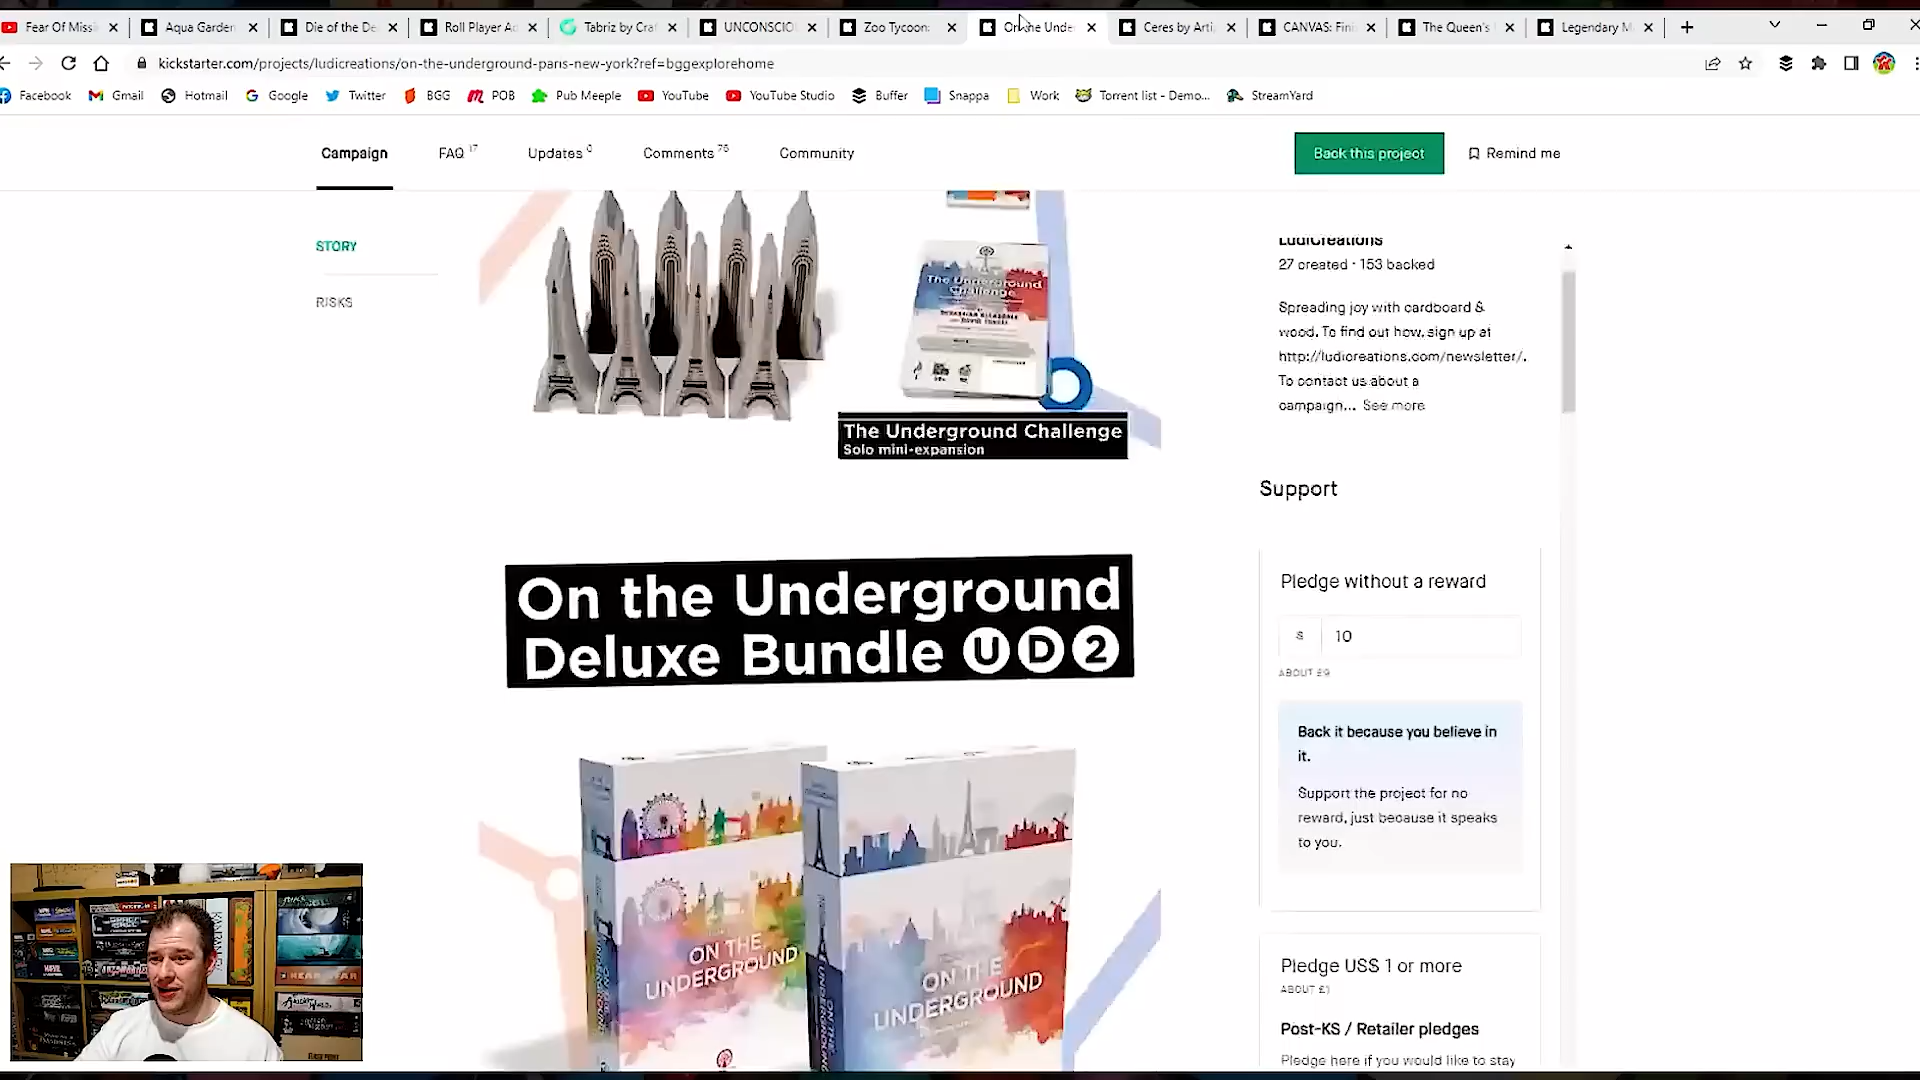 Fear Of Missi
Aqua Garden
Die of the De
Roll Player Ad
Tabriz by Craf
UNCONSCIO
Zoo Tycoon:
On the Unde
Ceres by Arti
CANVAS: Fini
The Queen's
Legendary M
kickstarter.com/projects/ludicreations/on-the-underground-paris-new-york?ref=bggexplorehome
Facebook
Gmail
Hotmail
Google
Twitter
BGG
POB
Pub Meeple
YouTube
YouTube Studio
Buffer
Snappa
Work
Torrent list - Demo...
StreamYard
Campaign
FAQ 17
Updates 0
Comments 75
Community
Back this project
Remind me
STORY
RISKS
The Underground
Challenge
The Underground Challenge
Solo mini-expansion
On the Underground
Deluxe Bundle U D 2
ON THE
UNDERGROUND
ON THE
UNDERGROUND
LudiCreations
27 created · 153 backed
Spreading joy with cardboard &
wood. To find out how, sign up at
http://ludicreations.com/newsletter/.
To contact us about a
campaign... See more
Support
Pledge without a reward
$ 10
ABOUT £9
Back it because you believe in
it.
Support the project for no
reward, just because it speaks
to you.
Pledge US$ 1 or more
ABOUT £1
Post-KS / Retailer pledges
Pledge here if you would like to stay